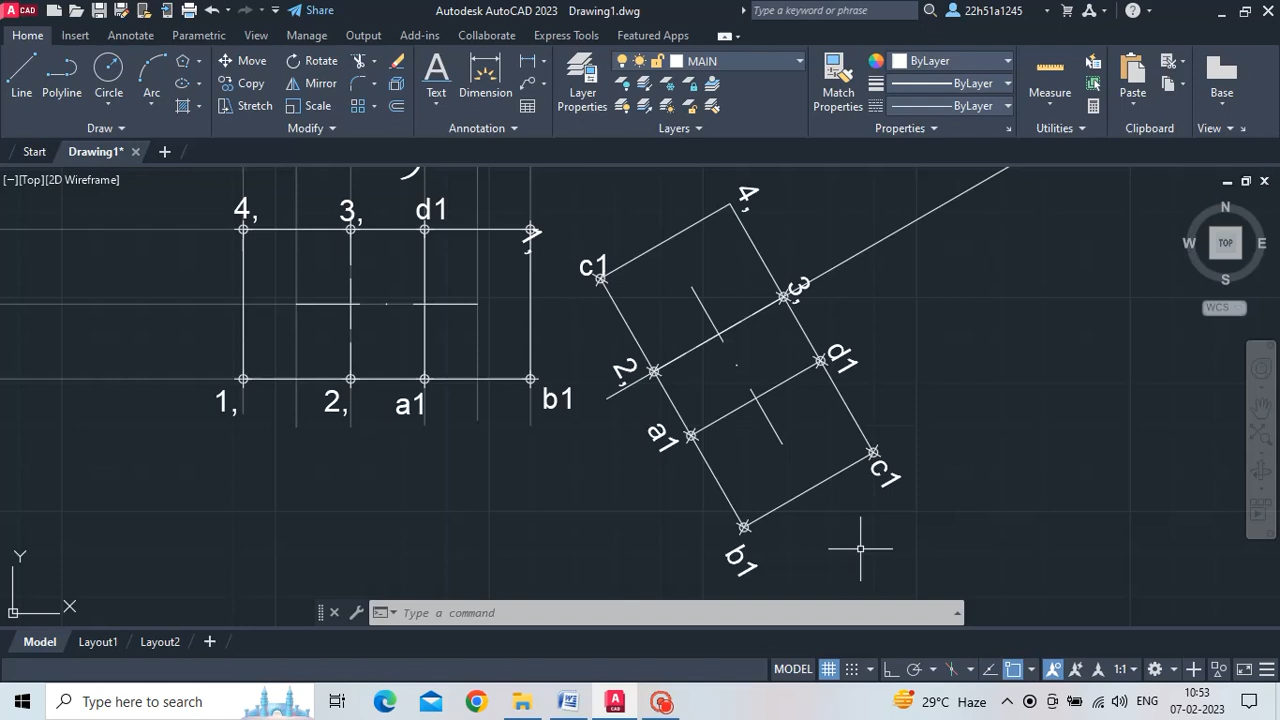 Share
Autodesk AutoCAD 2023 Drawing1.dwg
Type a keyword or phrase
22h51a1245
Home Insert Annotate Parametric View Manage Output Add-ins Collaborate Express Tools Featured Apps
Line
Polyline
Circle
Arc
Draw
Move
Copy
Stretch
Rotate
Mirror
Scale
Modify
Text
Dimension
Annotation
Layer
Properties
MAIN
Layers
Match
Properties
ByLayer
ByLayer
ByLayer
Properties
Measure
Utilities
Paste
Clipboard
Base
View
Start
Drawing1*
[−][Top][2D Wireframe]
N
W TOP E
S
WCS
4, 3, d1 1,
1, 2, a1 b1
4,
c1
3,
2,
d1
a1
c1
b1
Y
X
Type a command
Model Layout1 Layout2
MODEL
1:1
Type here to search
29°C Haze
ENG
10:53
07-02-2023